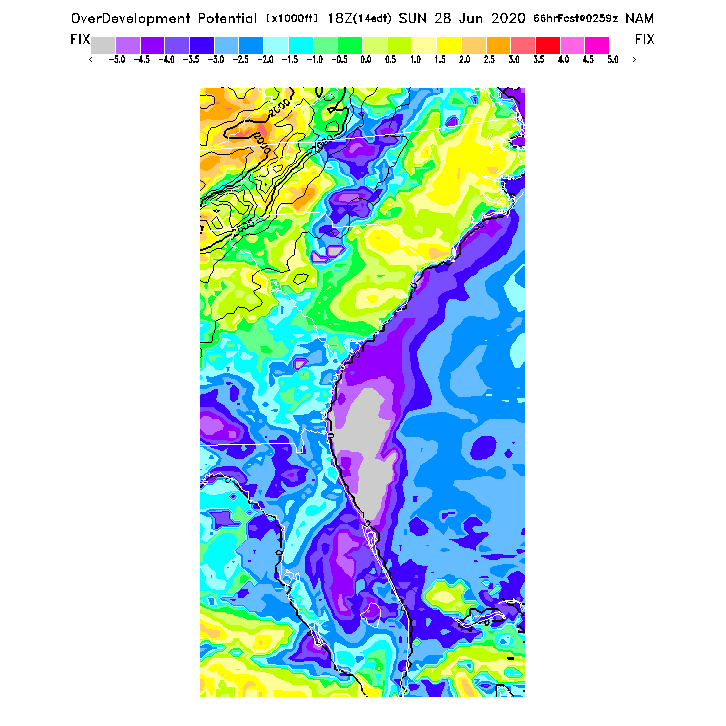 OverDevelopment Potential [x1000ft] 18Z(14edt) SUN 28 Jun 2020 66hrFcst@0259z NAM
FIX FIX
< -5.0 -4.5 -4.0 -3.5 -3.0 -2.5 -2.0 -1.5 -1.0 -0.5 0.0 0.5 1.0 1.5 2.0 2.5 3.0 3.5 4.0 4.5 5.0 >
2000
2000